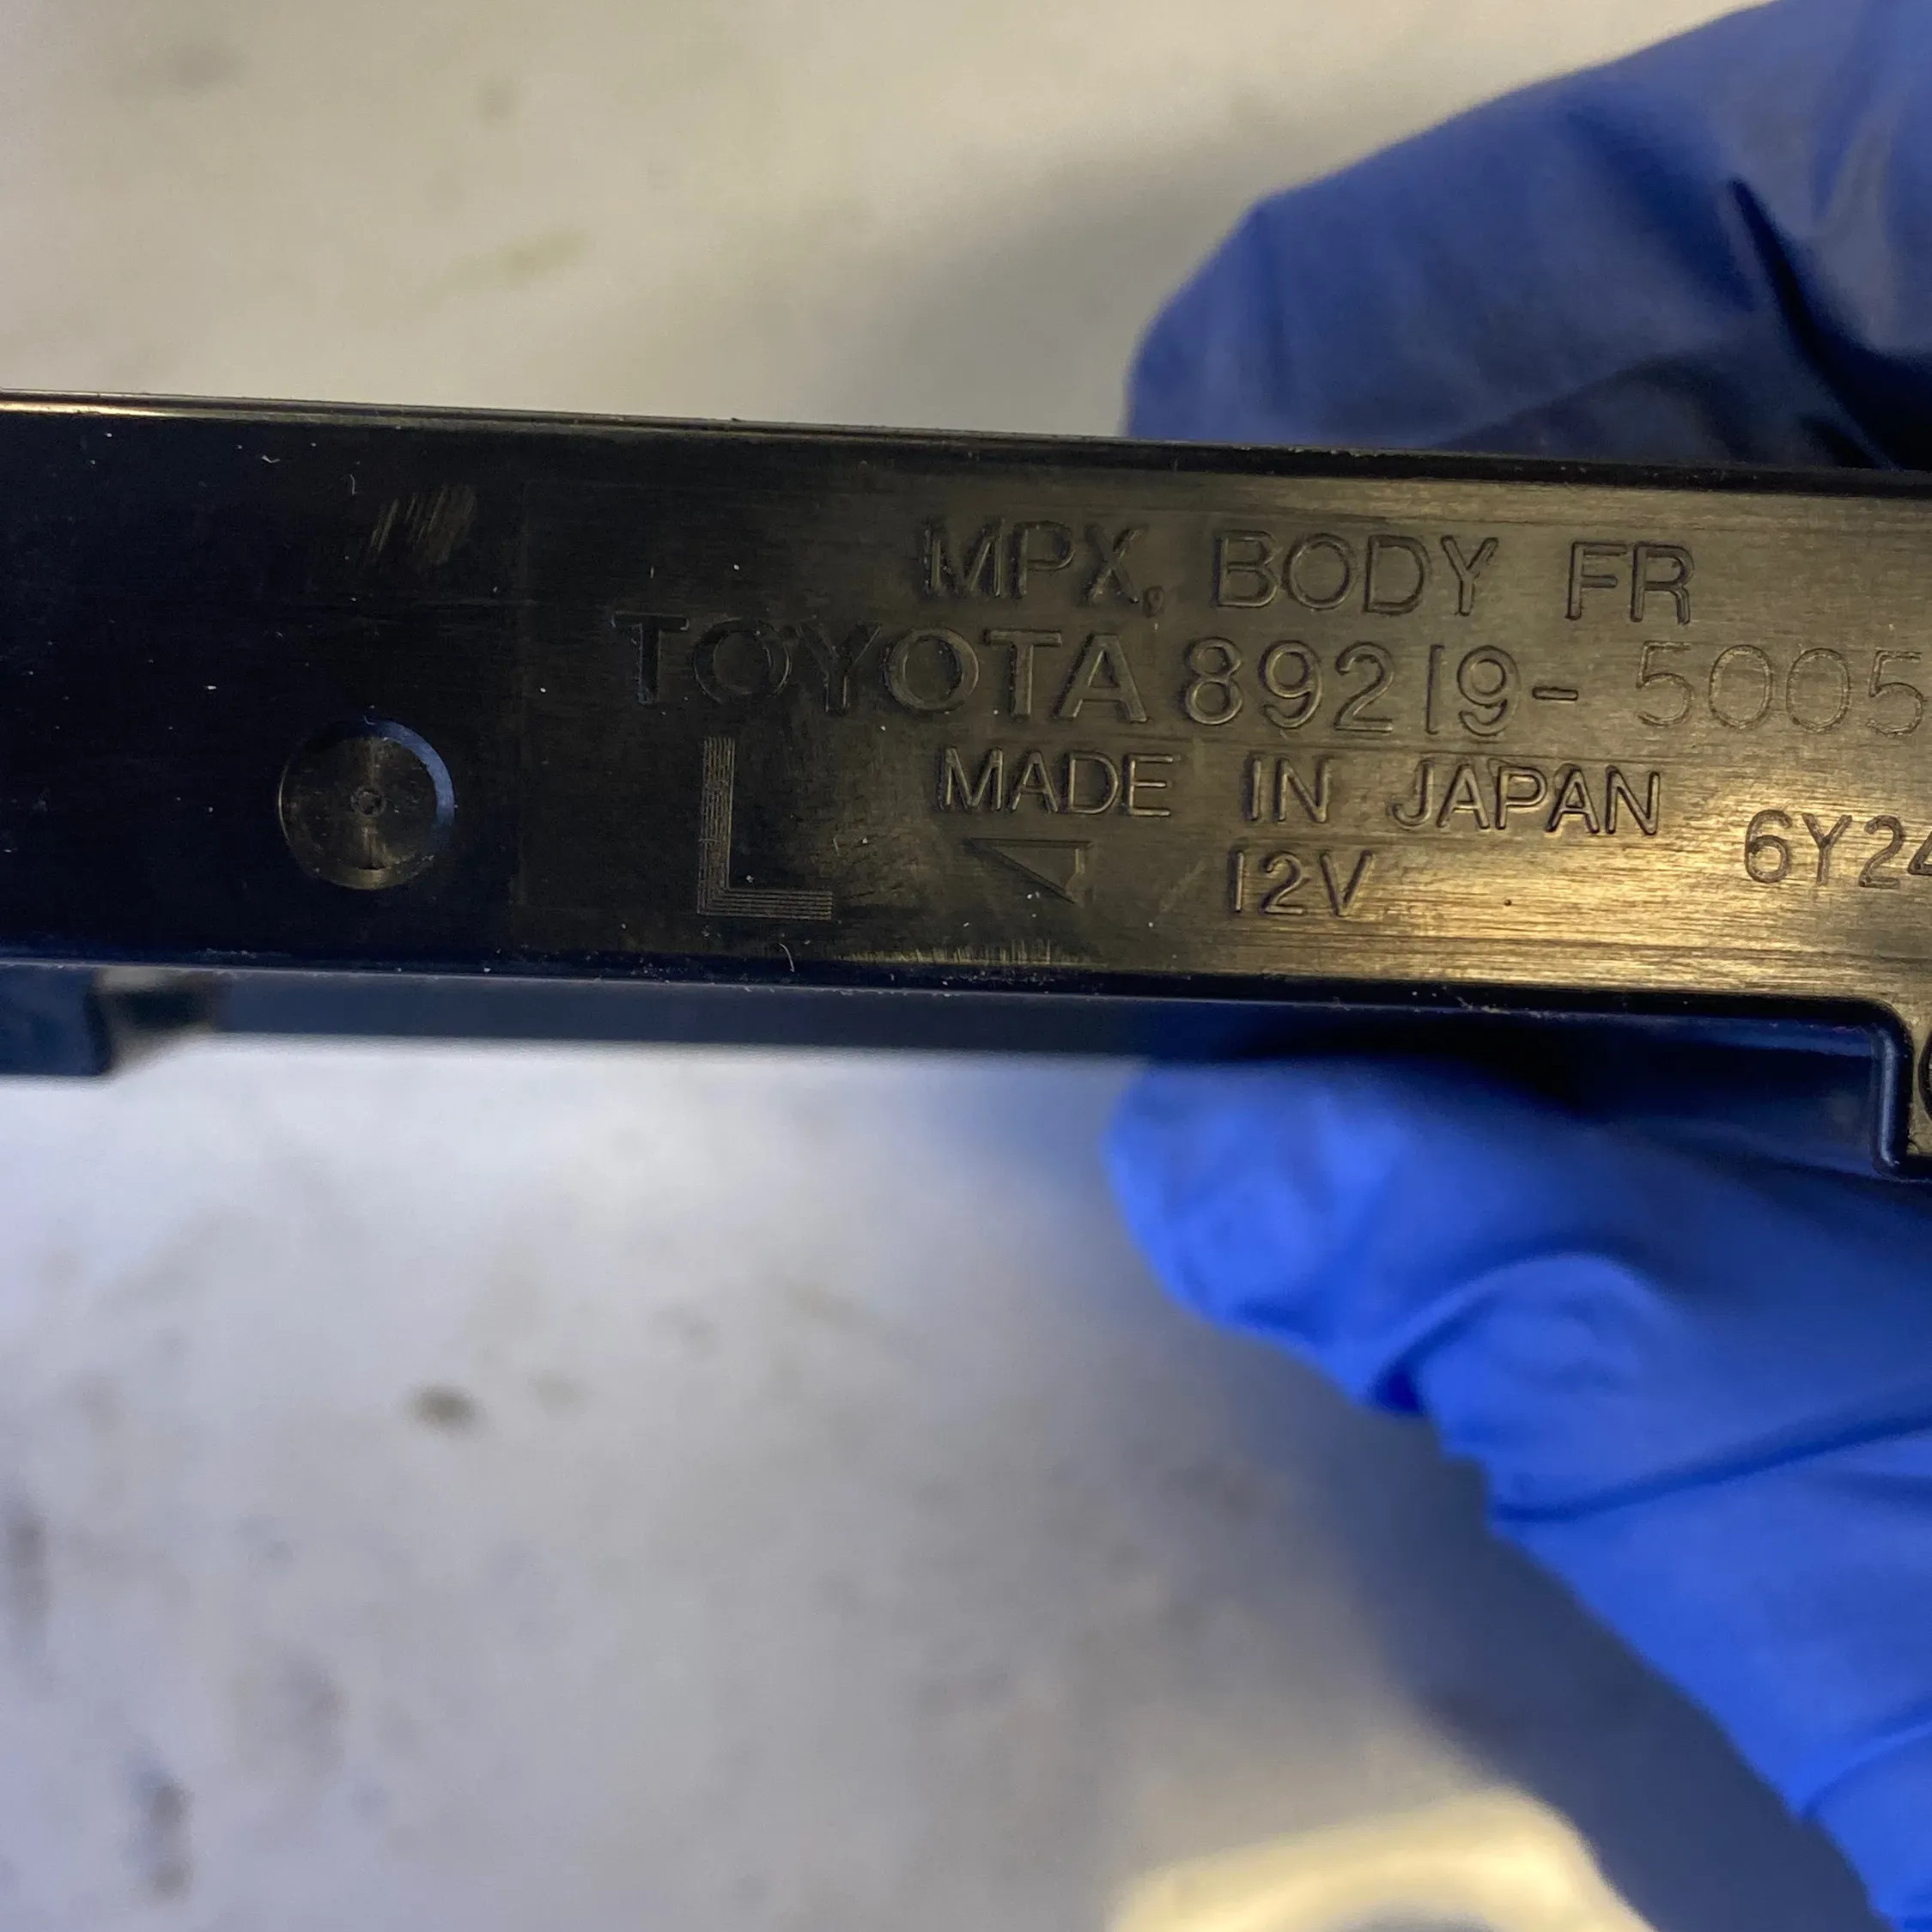 MPX, BODY FR
TOYOTA 89219-5005
MADE IN JAPAN
6Y24
L
12V